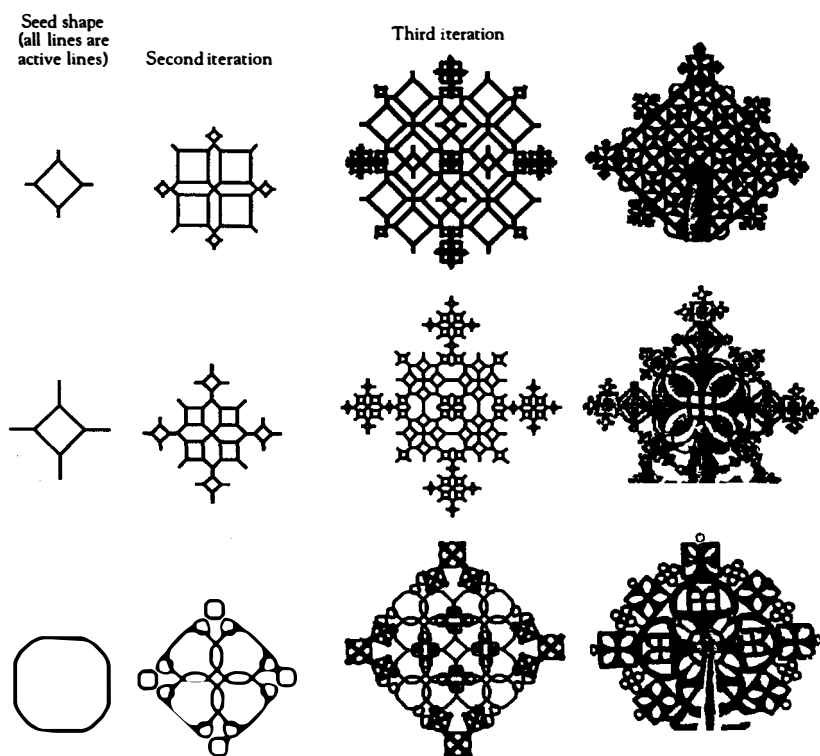 Seed shape
(all lines are
active lines)
Second iteration
Third iteration